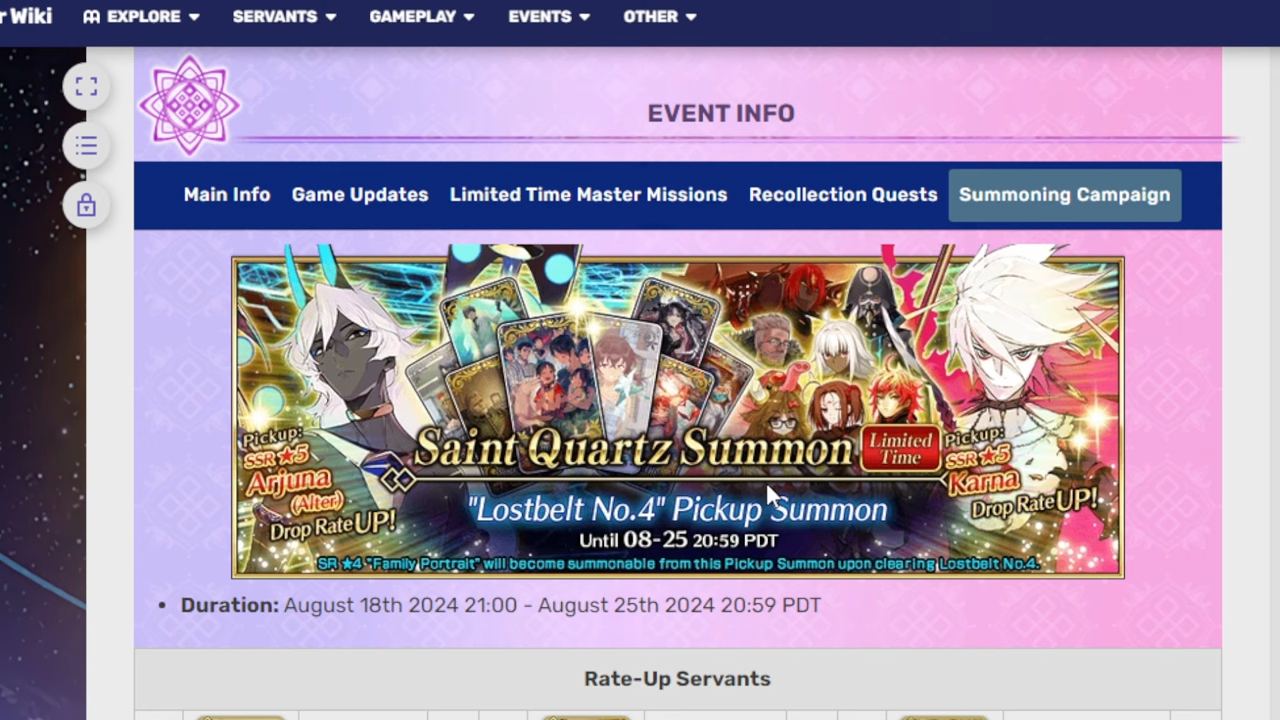 r Wiki
EXPLORE
SERVANTS
GAMEPLAY
EVENTS
OTHER
EVENT INFO
Main Info
Game Updates
Limited Time Master Missions
Recollection Quests
Summoning Campaign
Pickup:
SSR ★5
Arjuna
(Alter)
Drop Rate UP!
Saint Quartz Summon
Limited
Time
Pickup:
SSR ★5
Karna
Drop Rate UP!
"Lostbelt No.4" Pickup Summon
Until 08-25 20:59 PDT
SR ★4 "Family Portrait" will become summonable from this Pickup Summon upon clearing Lostbelt No.4.
• Duration: August 18th 2024 21:00 - August 25th 2024 20:59 PDT
Rate-Up Servants